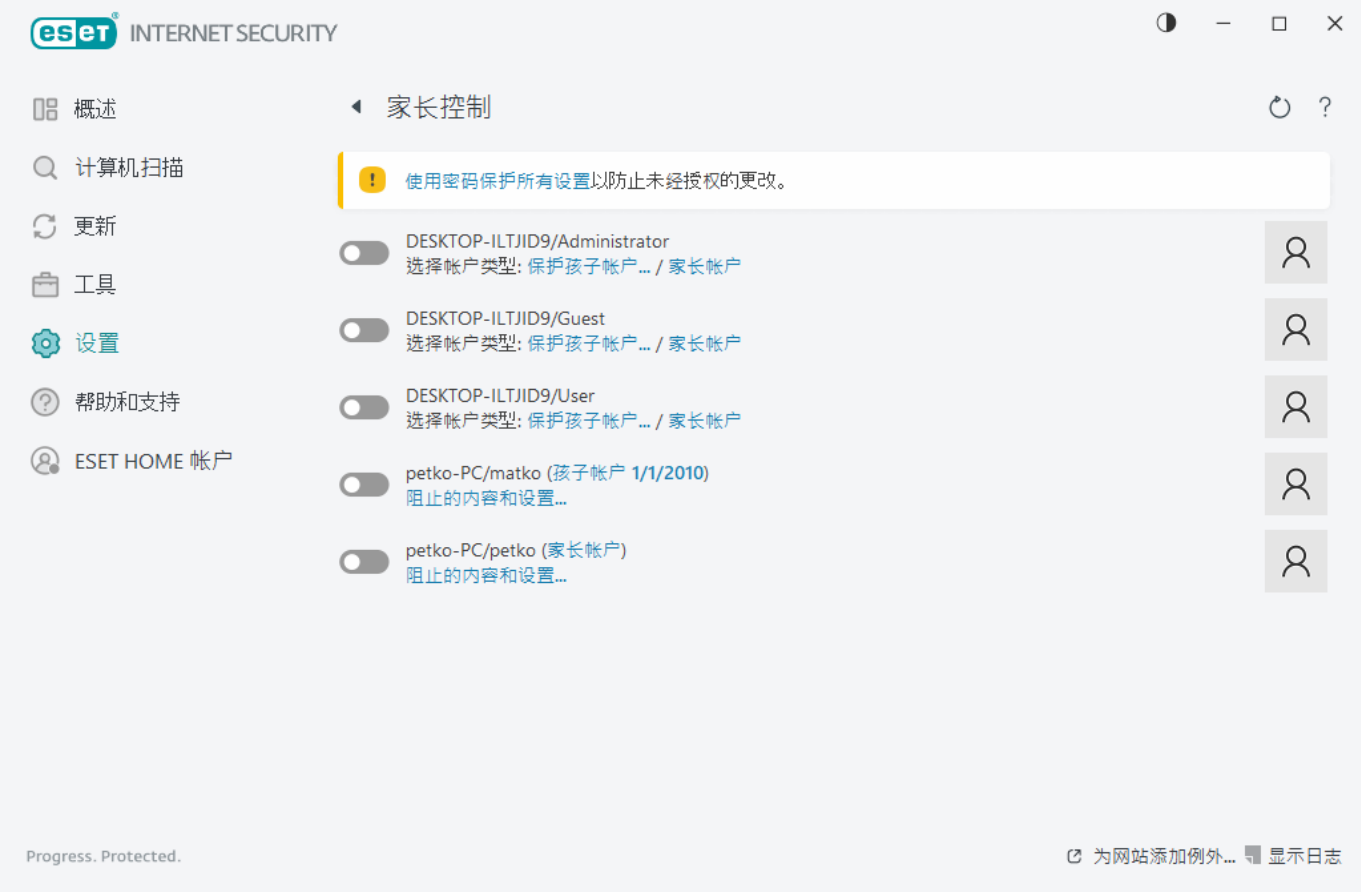 eseT® INTERNET SECURITY
概述
计算机扫描
更新
工具
设置
帮助和支持
ESET HOME 帐户
家长控制
?
! 使用密码保护所有设置以防止未经授权的更改。
DESKTOP-ILTJID9/Administrator
选择帐户类型: 保护孩子帐户... / 家长帐户
DESKTOP-ILTJID9/Guest
选择帐户类型: 保护孩子帐户... / 家长帐户
DESKTOP-ILTJID9/User
选择帐户类型: 保护孩子帐户... / 家长帐户
petko-PC/matko (孩子帐户 1/1/2010)
阻止的内容和设置...
petko-PC/petko (家长帐户)
阻止的内容和设置...
Progress. Protected.
为网站添加例外... 显示日志